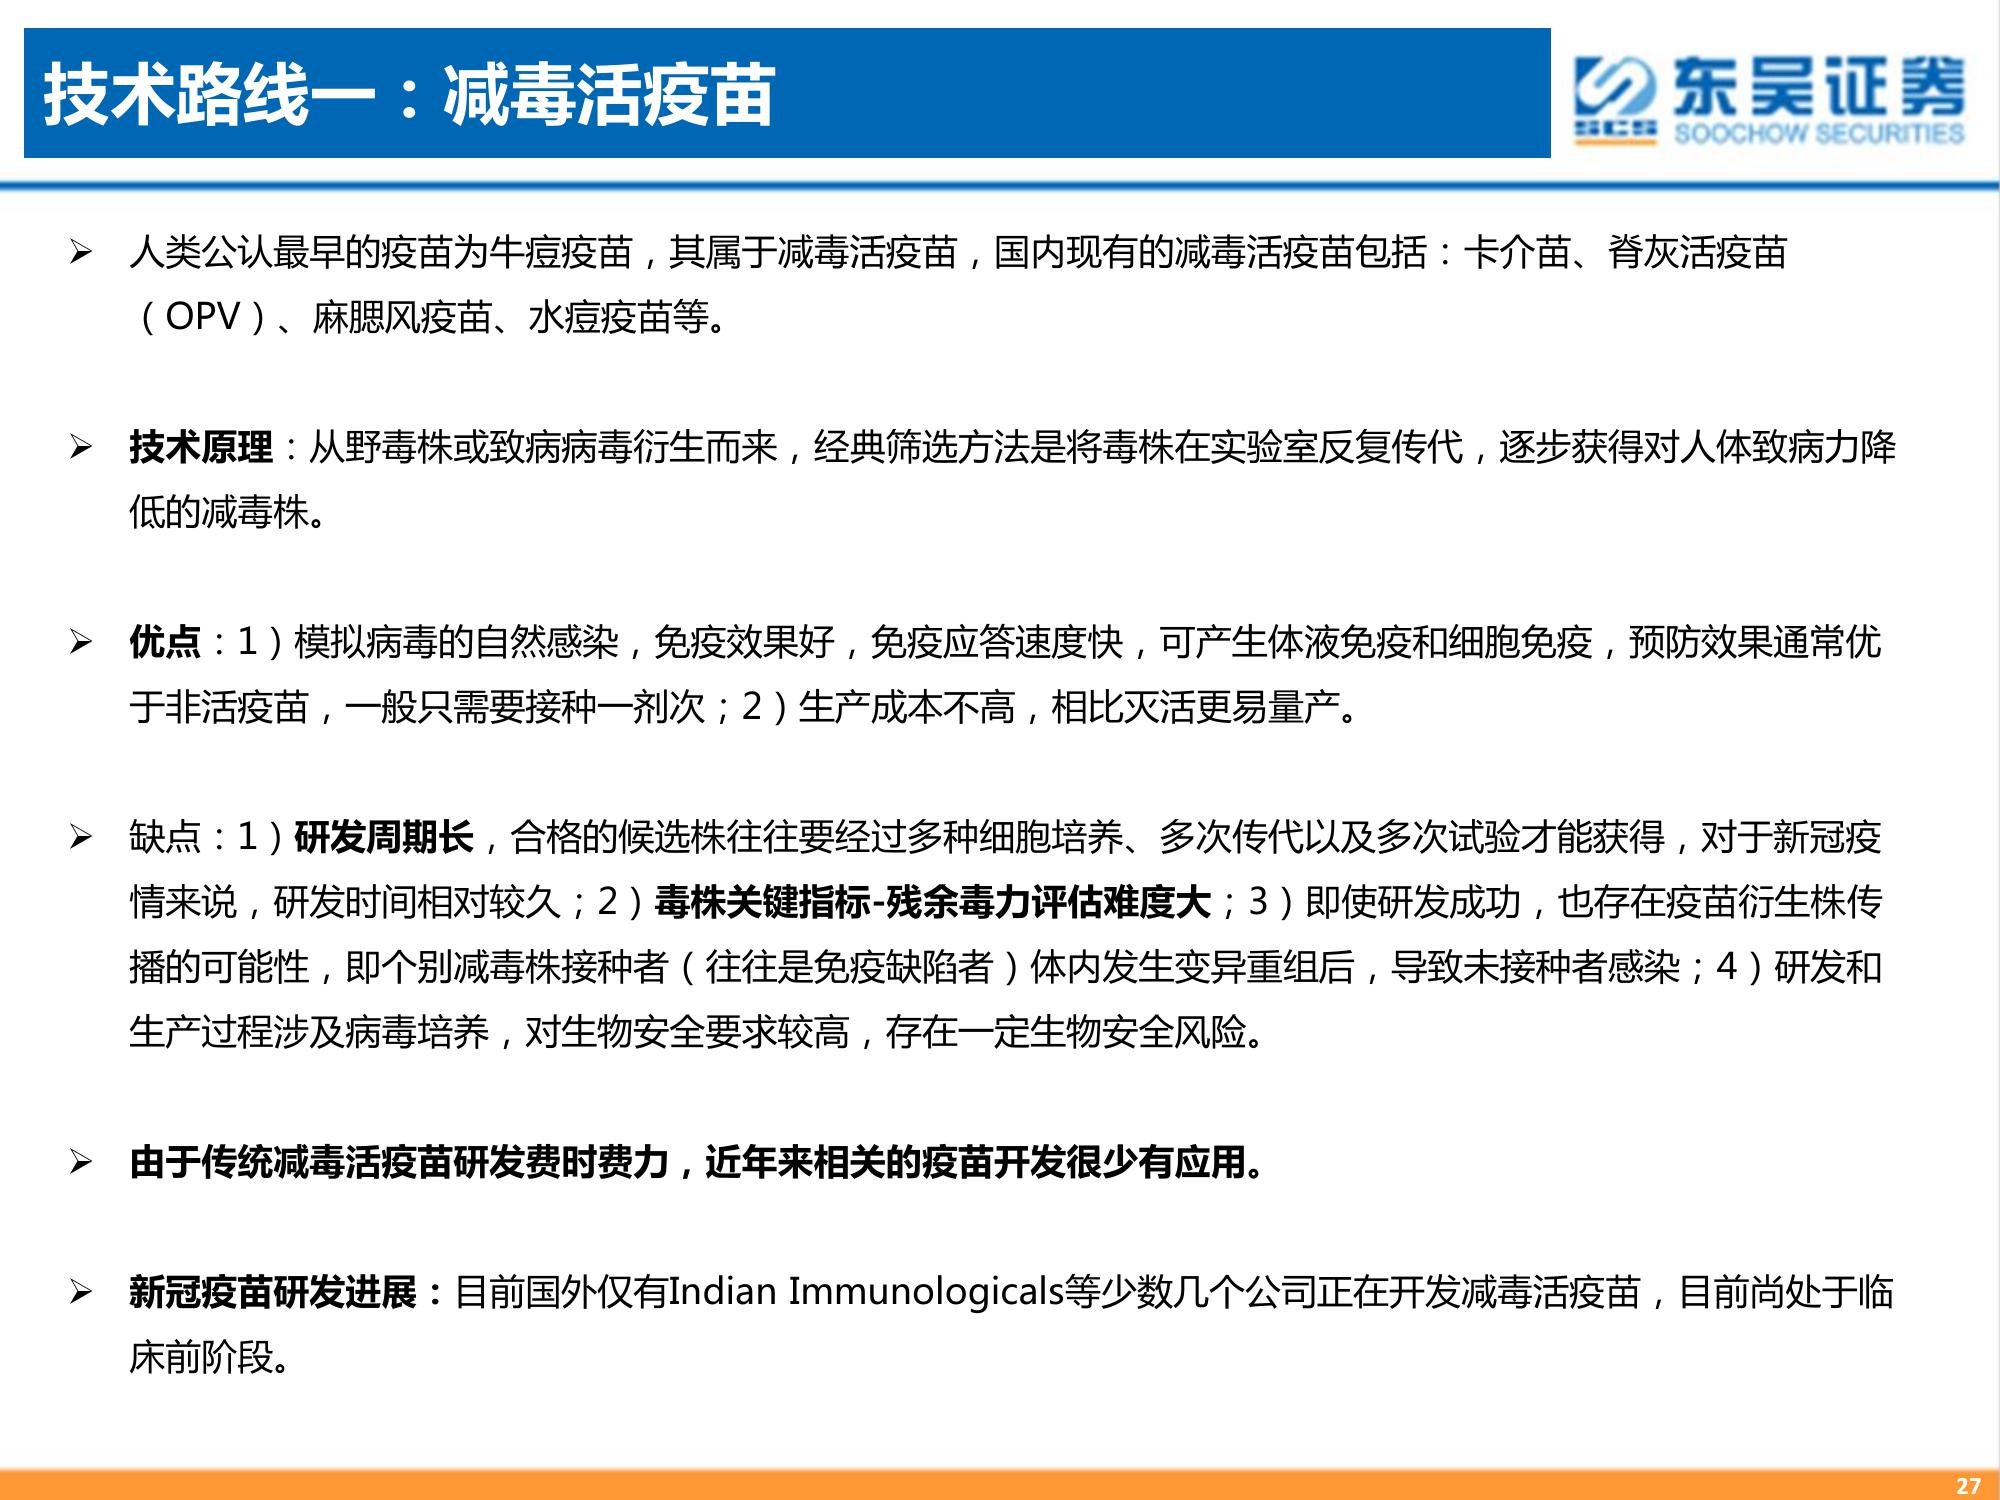 技术路线一：减毒活疫苗
东吴证券
SCS
SOOCHOW SECURITIES
➢ 人类公认最早的疫苗为牛痘疫苗，其属于减毒活疫苗，国内现有的减毒活疫苗包括：卡介苗、脊灰活疫苗
（OPV）、麻腮风疫苗、水痘疫苗等。
➢ 技术原理：从野毒株或致病病毒衍生而来，经典筛选方法是将毒株在实验室反复传代，逐步获得对人体致病力降
低的减毒株。
➢ 优点：1）模拟病毒的自然感染，免疫效果好，免疫应答速度快，可产生体液免疫和细胞免疫，预防效果通常优
于非活疫苗，一般只需要接种一剂次；2）生产成本不高，相比灭活更易量产。
➢ 缺点：1）研发周期长，合格的候选株往往要经过多种细胞培养、多次传代以及多次试验才能获得，对于新冠疫
情来说，研发时间相对较久；2）毒株关键指标-残余毒力评估难度大；3）即使研发成功，也存在疫苗衍生株传
播的可能性，即个别减毒株接种者（往往是免疫缺陷者）体内发生变异重组后，导致未接种者感染；4）研发和
生产过程涉及病毒培养，对生物安全要求较高，存在一定生物安全风险。
➢ 由于传统减毒活疫苗研发费时费力，近年来相关的疫苗开发很少有应用。
➢ 新冠疫苗研发进展：目前国外仅有Indian Immunologicals等少数几个公司正在开发减毒活疫苗，目前尚处于临
床前阶段。
27